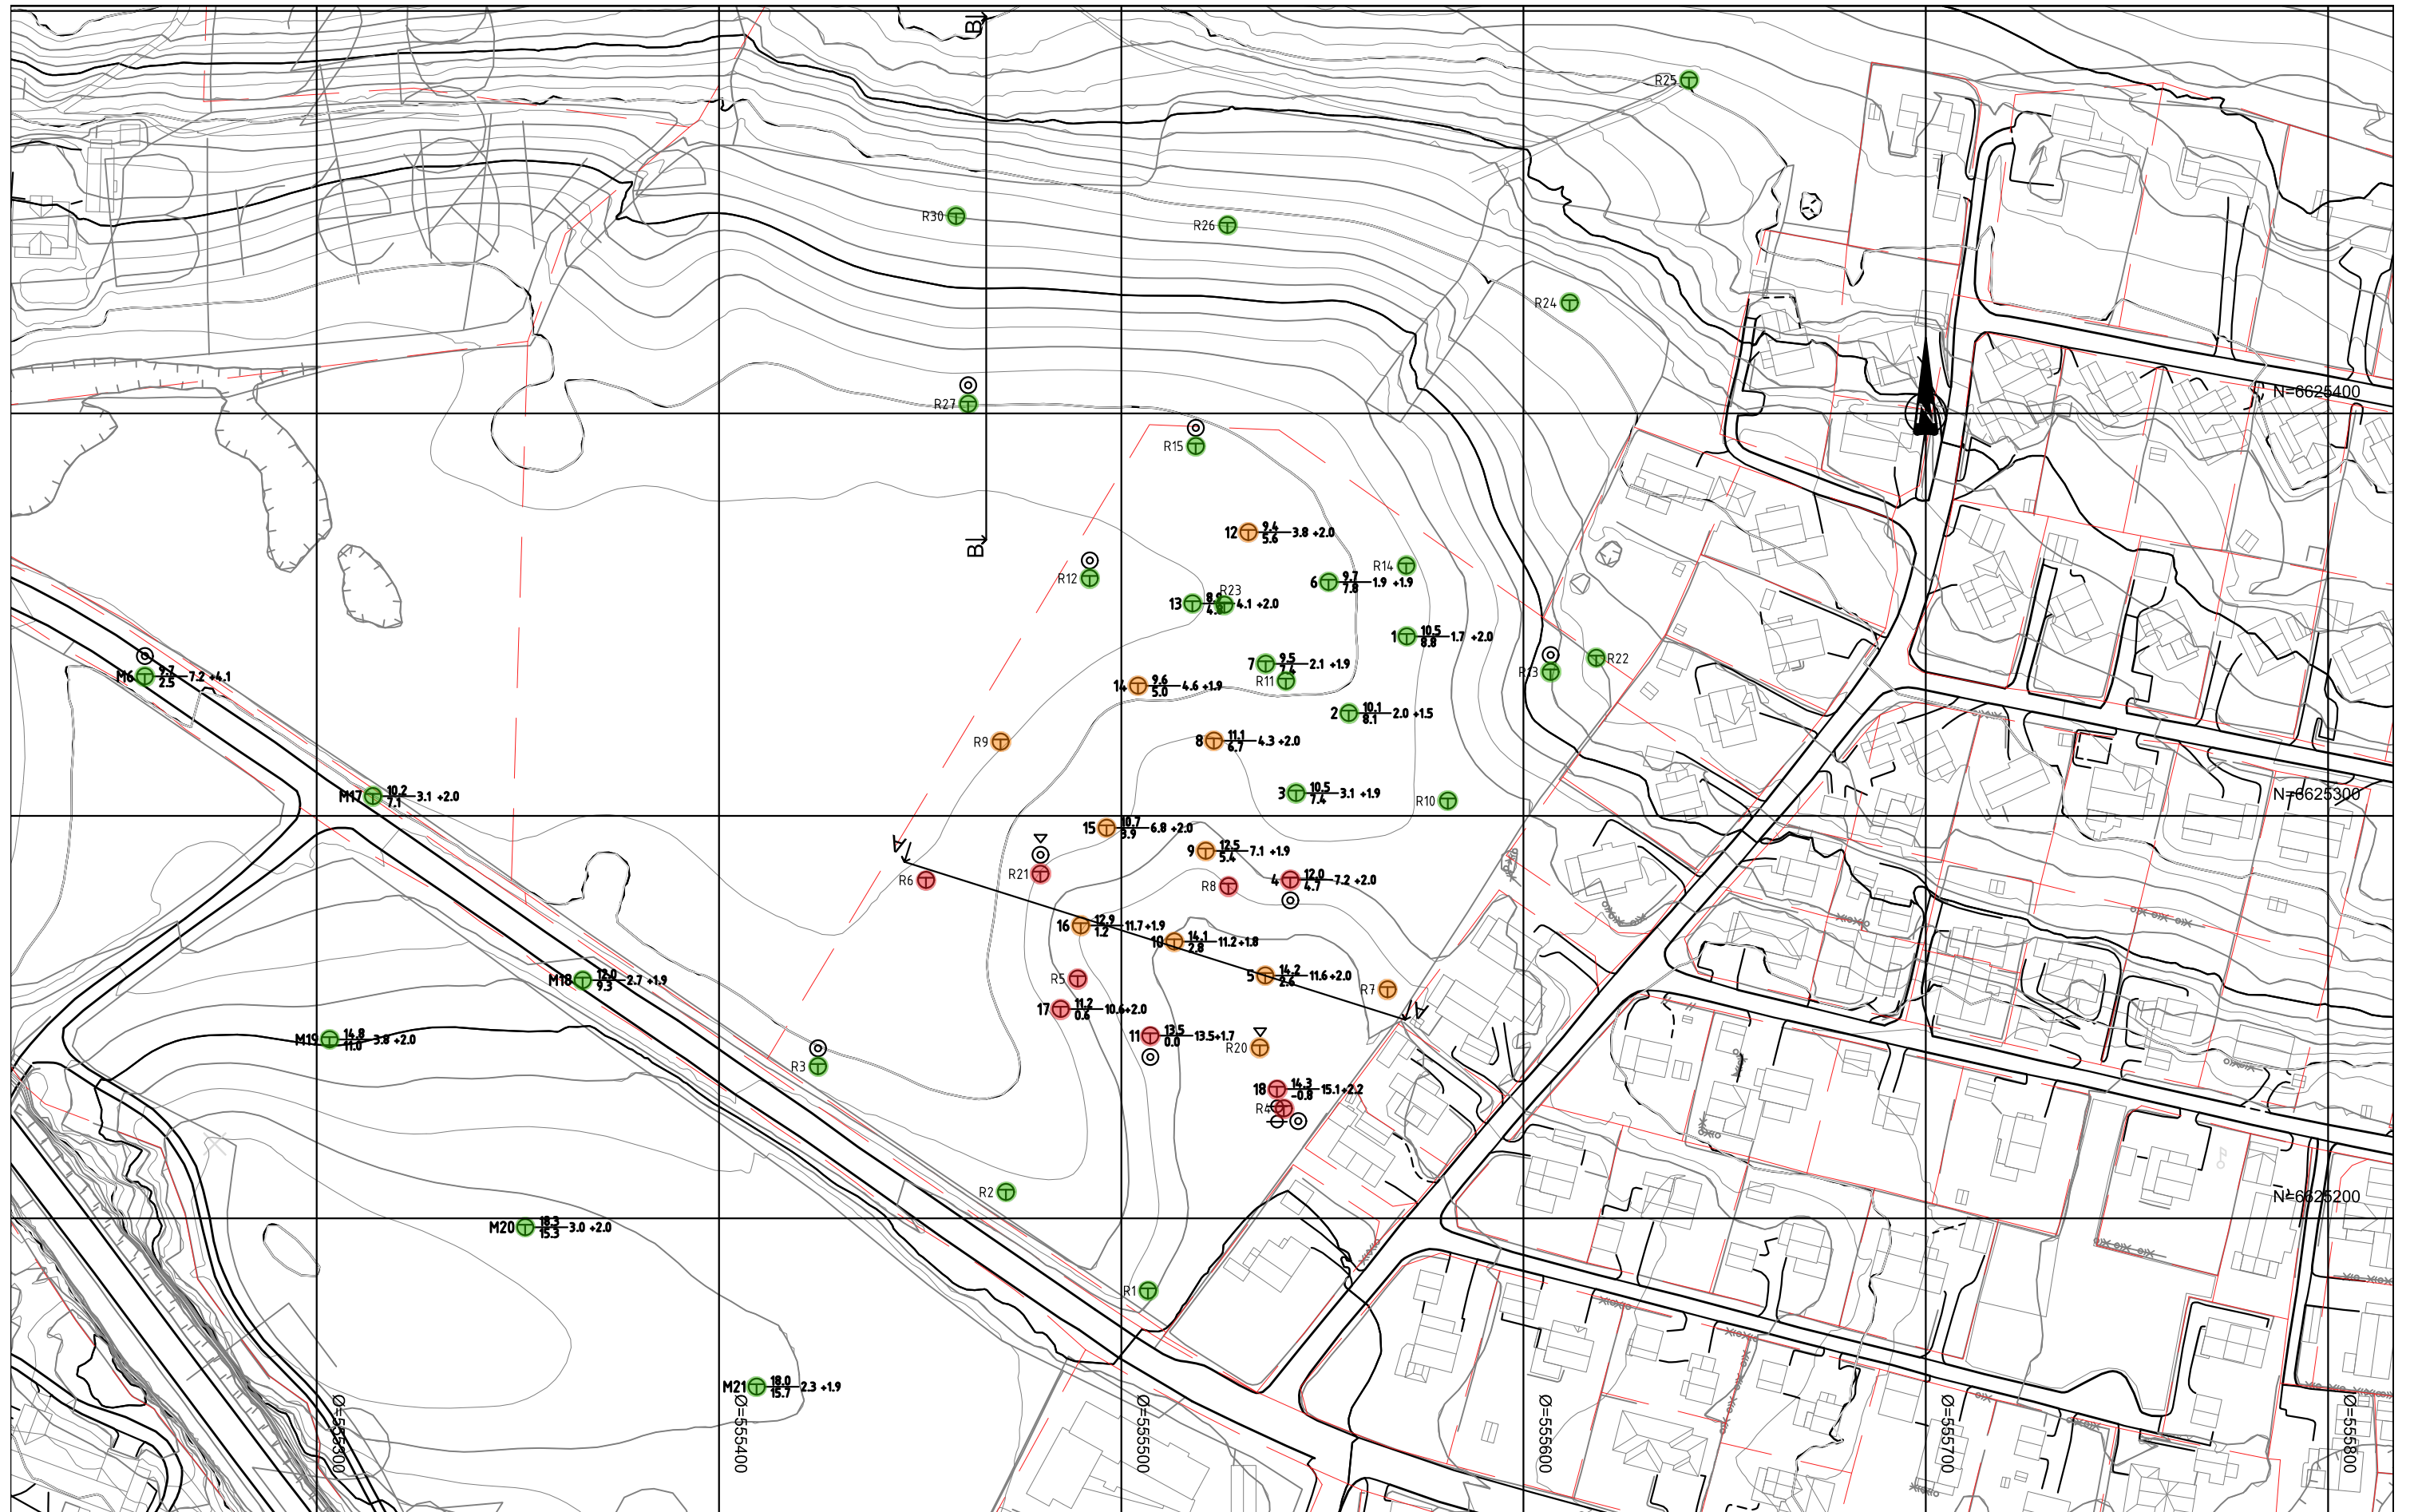 B
R25
R30
R26
R24
N=6625400
R27
R15
12 9.4 5.6 3.8 +2.0
R14
R12
6 9.7 7.8 1.9 +1.9
R23
13 4.1 +2.0
1 10.5 8.8 1.7 +2.0
M6 9.7 2.5 7.2 +4.1
7 9.5 2.1 +1.9
R22
R13
R11
14 9.6 5.0 4.6 +1.9
2 10.1 8.1 2.0 +1.5
R9
8 11.1 6.7 4.3 +2.0
N=6625300
M17 10.2 7.1 3.1 +2.0
3 10.5 7.4 3.1 +1.9
R10
15 10.7 3.9 6.8 +2.0
A
9 12.5 5.4 7.1 +1.9
R21
R6
R8
4 12.0 4.7 7.2 +2.0
16 12.9 1.2 11.7 +1.9
10 14.1 2.8 11.2 +1.8
M18 12.0 9.3 2.7 +1.9
R5
5 14.2 2.6 11.6 +2.0
R7
17 11.2 0.6 10.6 +2.0
A
M19 14.8 11.0 3.8 +2.0
11 13.5 0.0 13.5 +1.7
R20
R3
18 14.3 -0.8 15.1 +2.2
R4
R2
N=6625200
M20 18.3 15.3 3.0 +2.0
R1
M21 18.0 15.7 2.3 +1.9
Ø=555300
Ø=555400
Ø=555500
Ø=555600
Ø=555700
Ø=555800
B